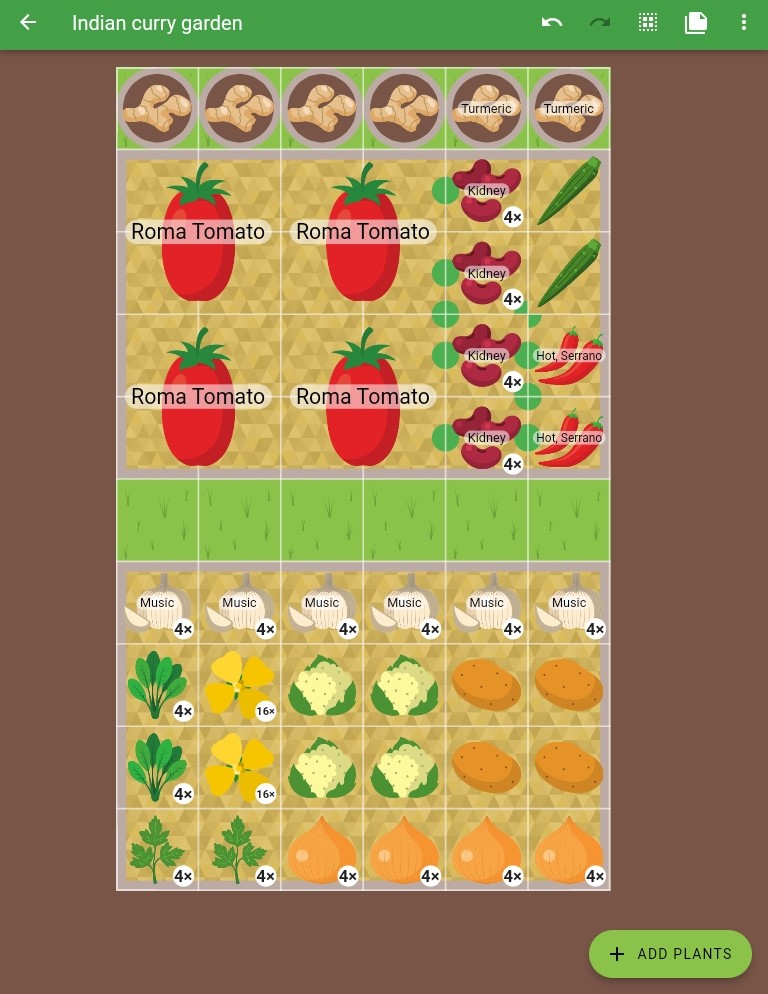 Indian curry garden
Turmeric Turmeric
Kidney
4×
Roma Tomato Roma Tomato
Kidney
4×
Kidney Hot, Serrano
4×
Roma Tomato Roma Tomato
Kidney Hot, Serrano
4×
Music Music Music Music Music Music
4× 4× 4× 4× 4× 4×
4× 16×
4× 16×
4× 4× 4× 4× 4× 4×
ADD PLANTS